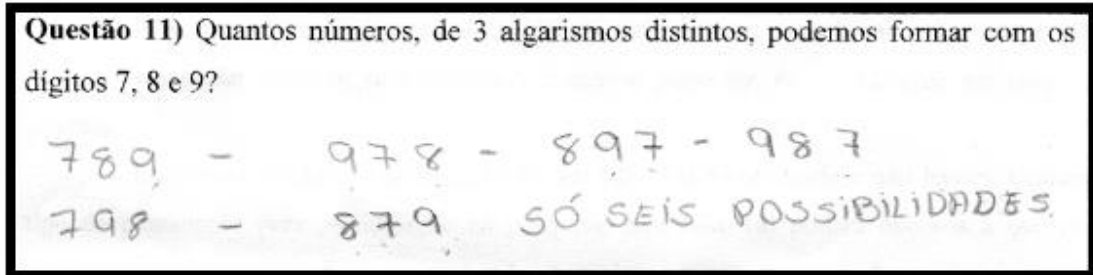 Questão 11) Quantos números, de 3 algarismos distintos, podemos formar com os
dígitos 7, 8 e 9?
789 - 978 - 897 - 987
798 - 879 SÓ SEIS POSSIBILIDADES.